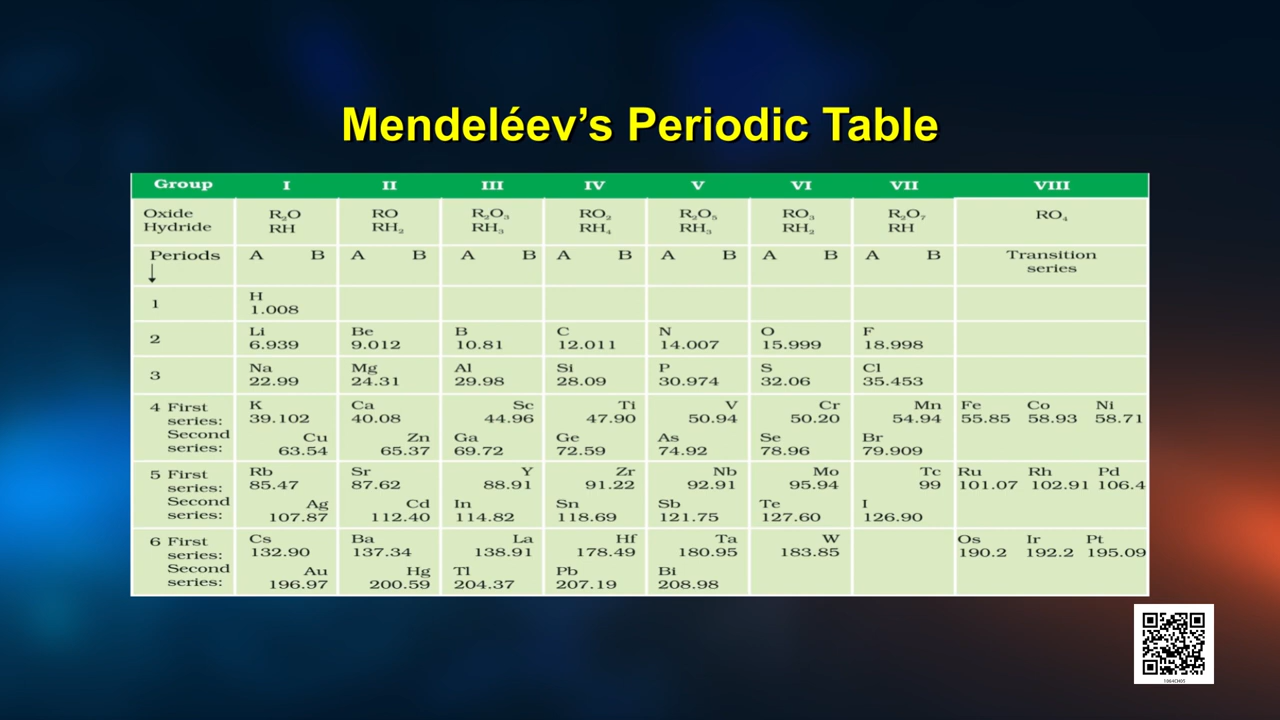 Mendeléev’s Periodic Table
Group I II III IV V VI VII VIII
Oxide R₂O RO R₂O₃ RO₂ R₂O₅ RO₃ R₂O₇ RO₄
Hydride RH RH₂ RH₃ RH₄ RH₃ RH₂ RH
Periods A B A B A B A B A B A B A B Transition
↓ series
1 H
1.008
2 Li Be B C N O F
6.939 9.012 10.81 12.011 14.007 15.999 18.998
3 Na Mg Al Si P S Cl
22.99 24.31 29.98 28.09 30.974 32.06 35.453
4 First K Ca Sc Ti V Cr Mn Fe Co Ni
series: 39.102 40.08 44.96 47.90 50.94 50.20 54.94 55.85 58.93 58.71
Second Cu Zn Ga Ge As Se Br
series: 63.54 65.37 69.72 72.59 74.92 78.96 79.909
5 First Rb Sr Y Zr Nb Mo Tc Ru Rh Pd
series: 85.47 87.62 88.91 91.22 92.91 95.94 99 101.07 102.91 106.4
Second Ag Cd In Sn Sb Te I
series: 107.87 112.40 114.82 118.69 121.75 127.60 126.90
6 First Cs Ba La Hf Ta W Os Ir Pt
series: 132.90 137.34 138.91 178.49 180.95 183.85 190.2 192.2 195.09
Second Au Hg Tl Pb Bi
series: 196.97 200.59 204.37 207.19 208.98
1064CH05